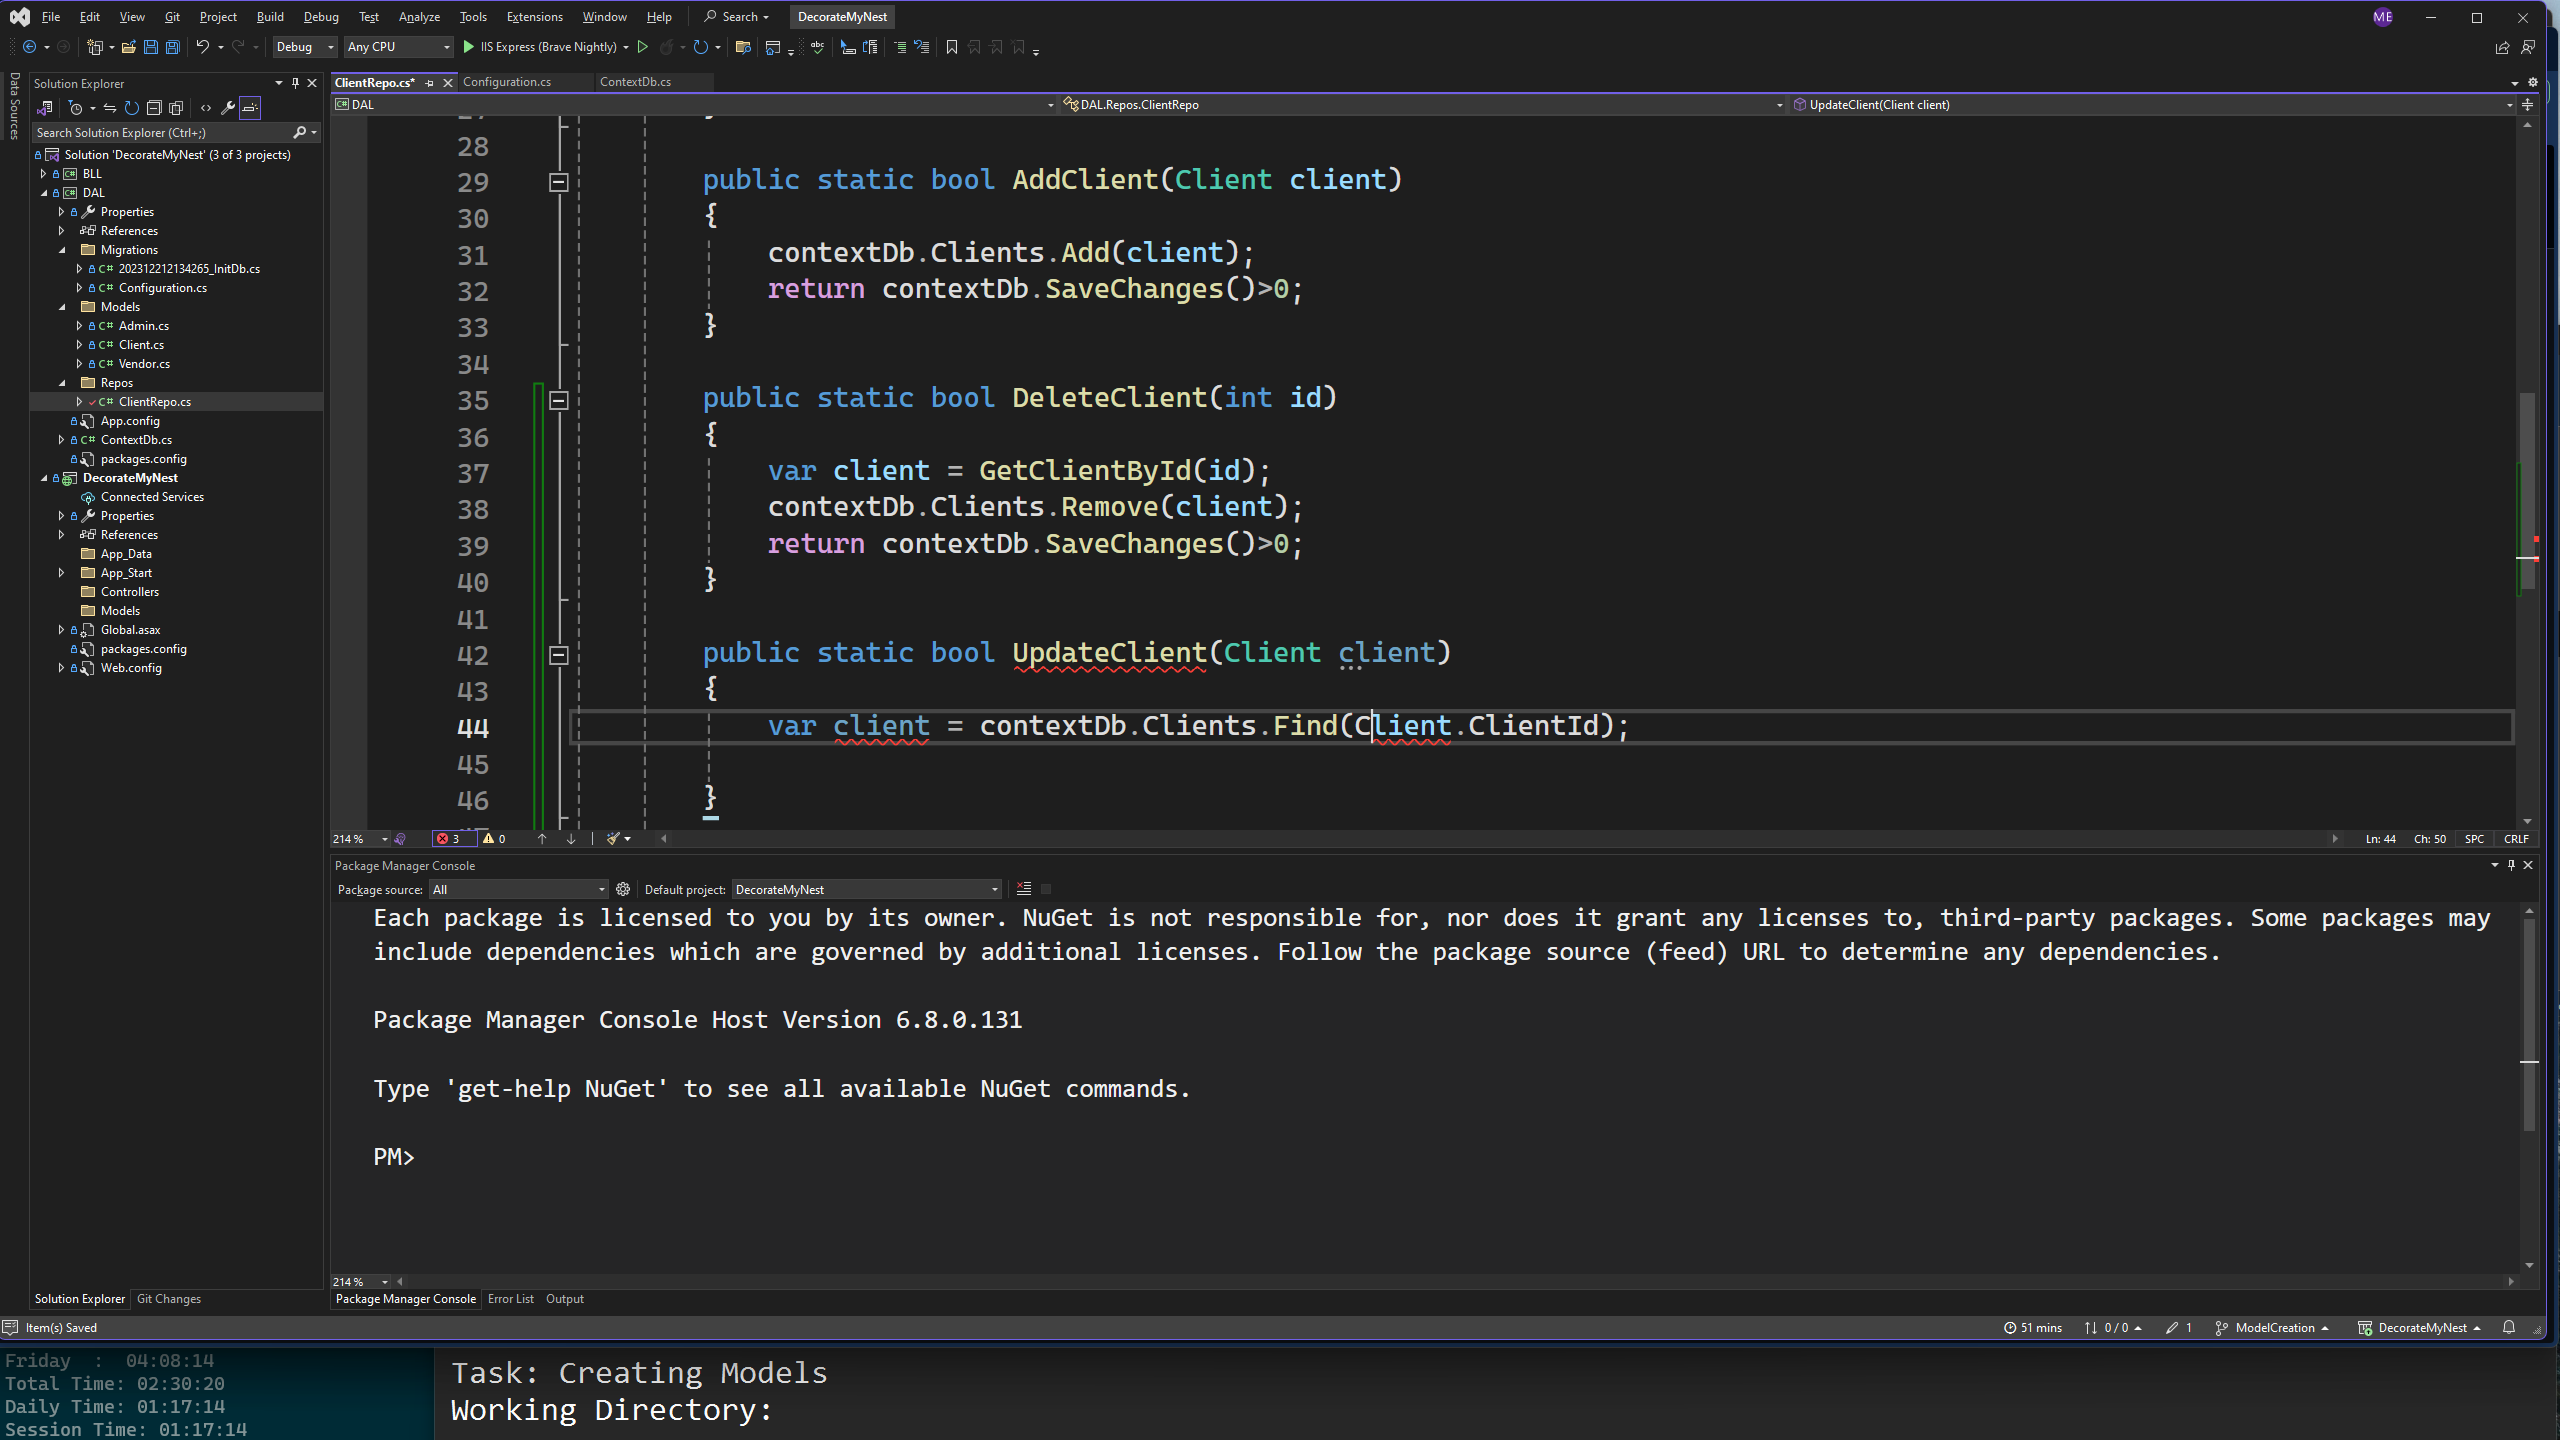 File Edit View Git Project Build Debug Test Analyze Tools Extensions Window Help Search DecorateMyNest ME
Debug Any CPU IIS Express (Brave Nightly)
Data Sources
Solution Explorer
Search Solution Explorer (Ctrl+;)
Solution 'DecorateMyNest' (3 of 3 projects)
BLL
DAL
Properties
References
Migrations
202312212134265_InitDb.cs
Configuration.cs
Models
Admin.cs
Client.cs
Vendor.cs
Repos
ClientRepo.cs
App.config
ContextDb.cs
packages.config
DecorateMyNest
Connected Services
Properties
References
App_Data
App_Start
Controllers
Models
Global.asax
packages.config
Web.config
Solution Explorer Git Changes
ClientRepo.cs* Configuration.cs ContextDb.cs
DAL DAL.Repos.ClientRepo UpdateClient(Client client)
28
29 public static bool AddClient(Client client)
30 {
31 contextDb.Clients.Add(client);
32 return contextDb.SaveChanges()>0;
33 }
34
35 public static bool DeleteClient(int id)
36 {
37 var client = GetClientById(id);
38 contextDb.Clients.Remove(client);
39 return contextDb.SaveChanges()>0;
40 }
41
42 public static bool UpdateClient(Client client)
43 {
44 var client = contextDb.Clients.Find(Client.ClientId);
45
46 }
214 % 3 0 Ln: 44 Ch: 50 SPC CRLF
Package Manager Console
Package source: All Default project: DecorateMyNest
Each package is licensed to you by its owner. NuGet is not responsible for, nor does it grant any licenses to, third-party packages. Some packages may
include dependencies which are governed by additional licenses. Follow the package source (feed) URL to determine any dependencies.
Package Manager Console Host Version 6.8.0.131
Type 'get-help NuGet' to see all available NuGet commands.
PM>
214 %
Package Manager Console Error List Output
Item(s) Saved 51 mins 0 / 0 1 ModelCreation DecorateMyNest
Friday : 04:08:14
Total Time: 02:30:20
Daily Time: 01:17:14
Session Time: 01:17:14
Task: Creating Models
Working Directory: